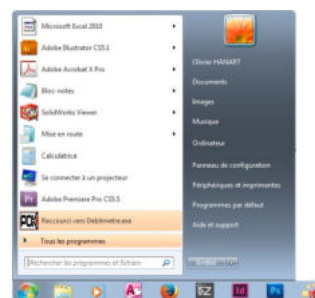 Microsoft Excel 2010
Adobe Illustrator CS5.1
Adobe Acrobat X Pro
Bloc-notes
SolidWorks Viewer
Mise en route
Calculatrice
Se connecter à un projecteur
Adobe Premiere Pro CS5.5
Raccourci vers Debitmetre.exe
Tous les programmes
Rechercher les programmes et fichiers
Olivier HANART
Documents
Images
Musique
Ordinateur
Panneau de configuration
Périphériques et imprimantes
Programmes par défaut
Aide et support
Id
Ps